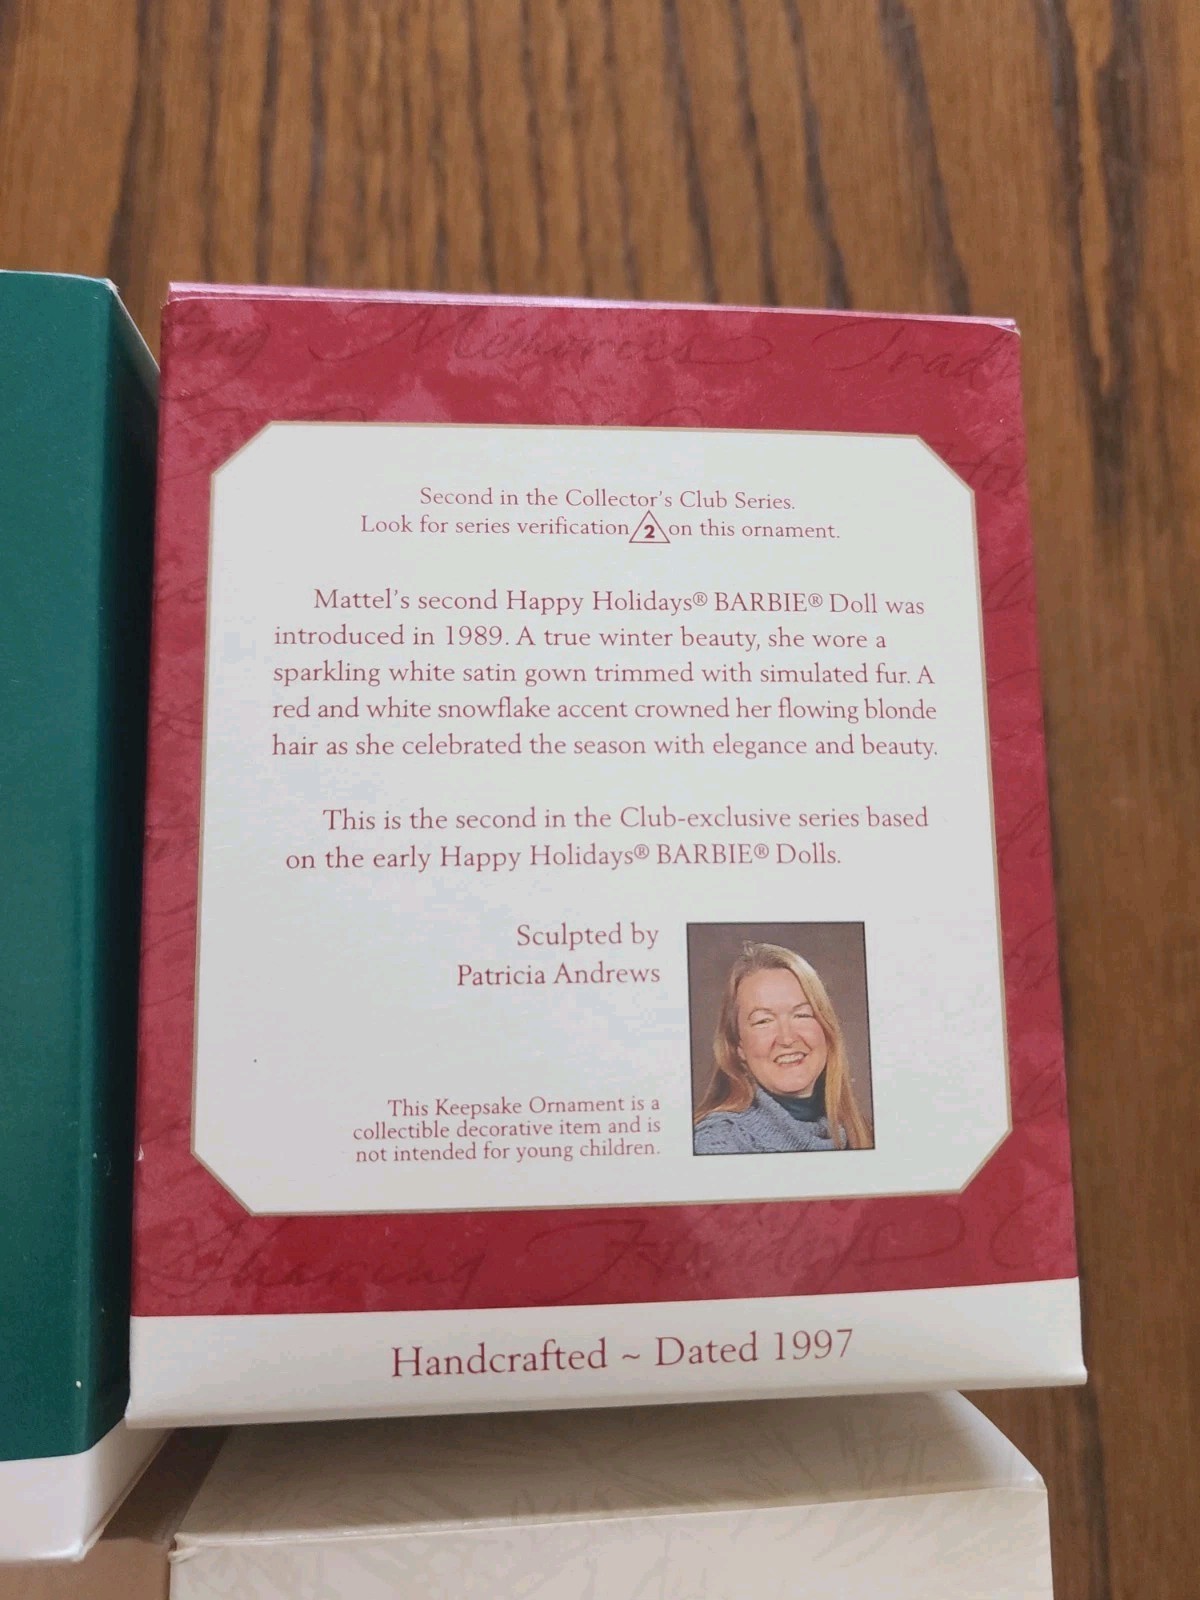 Memories Trad
Second in the Collector's Club Series.
Look for series verification 2 on this ornament.
Mattel's second Happy Holidays® BARBIE® Doll was
introduced in 1989. A true winter beauty, she wore a
sparkling white satin gown trimmed with simulated fur. A
red and white snowflake accent crowned her flowing blonde
hair as she celebrated the season with elegance and beauty.
This is the second in the Club-exclusive series based
on the early Happy Holidays® BARBIE® Dolls.
Sculpted by
Patricia Andrews
This Keepsake Ornament is a
collectible decorative item and is
not intended for young children.
Sharing Holidays
Handcrafted ~ Dated 1997